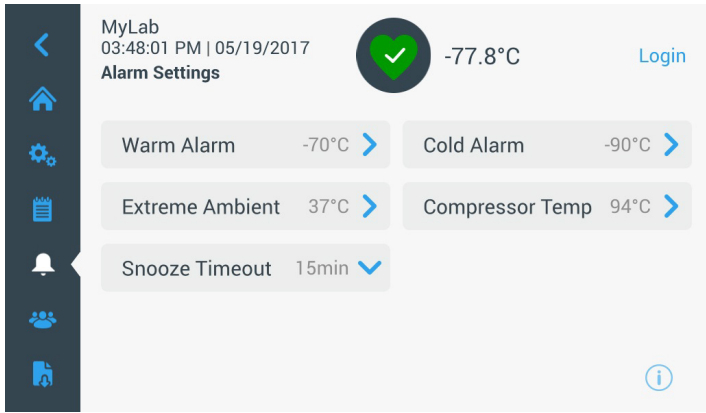 MyLab
03:48:01 PM | 05/19/2017
Alarm Settings
-77.8°C
Login
Warm Alarm -70°C
Cold Alarm -90°C
Extreme Ambient 37°C
Compressor Temp 94°C
Snooze Timeout 15min
i